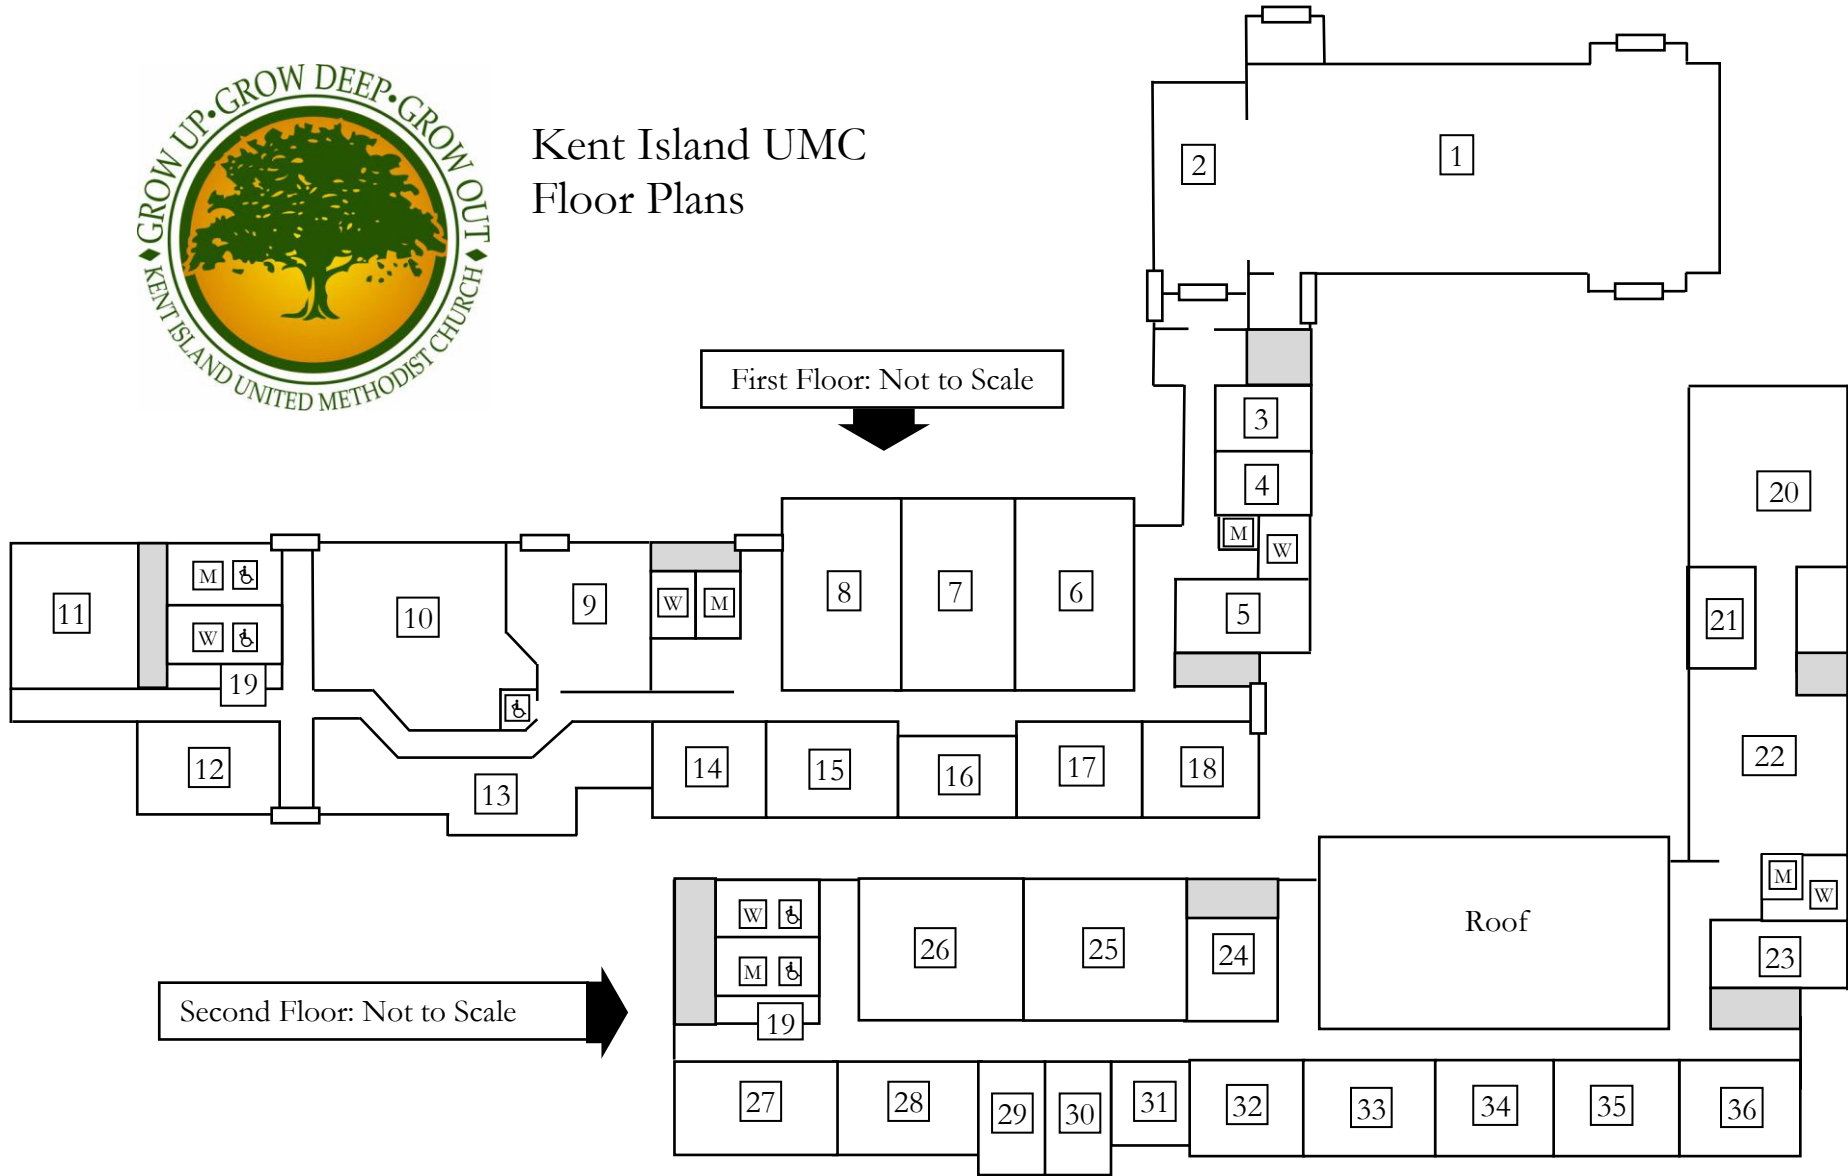 GROW UP•GROW DEEP•GROW OUT
KENT ISLAND UNITED METHODIST CHURCH
Kent Island UMC
Floor Plans
First Floor: Not to Scale
1
2
3
4
M
W
5
6
7
8
W
M
9
10
11
M
W
19
12
13
14
15
16
17
18
Second Floor: Not to Scale
20
21
22
M
W
23
Roof
24
25
26
W
M
19
27
28
29
30
31
32
33
34
35
36